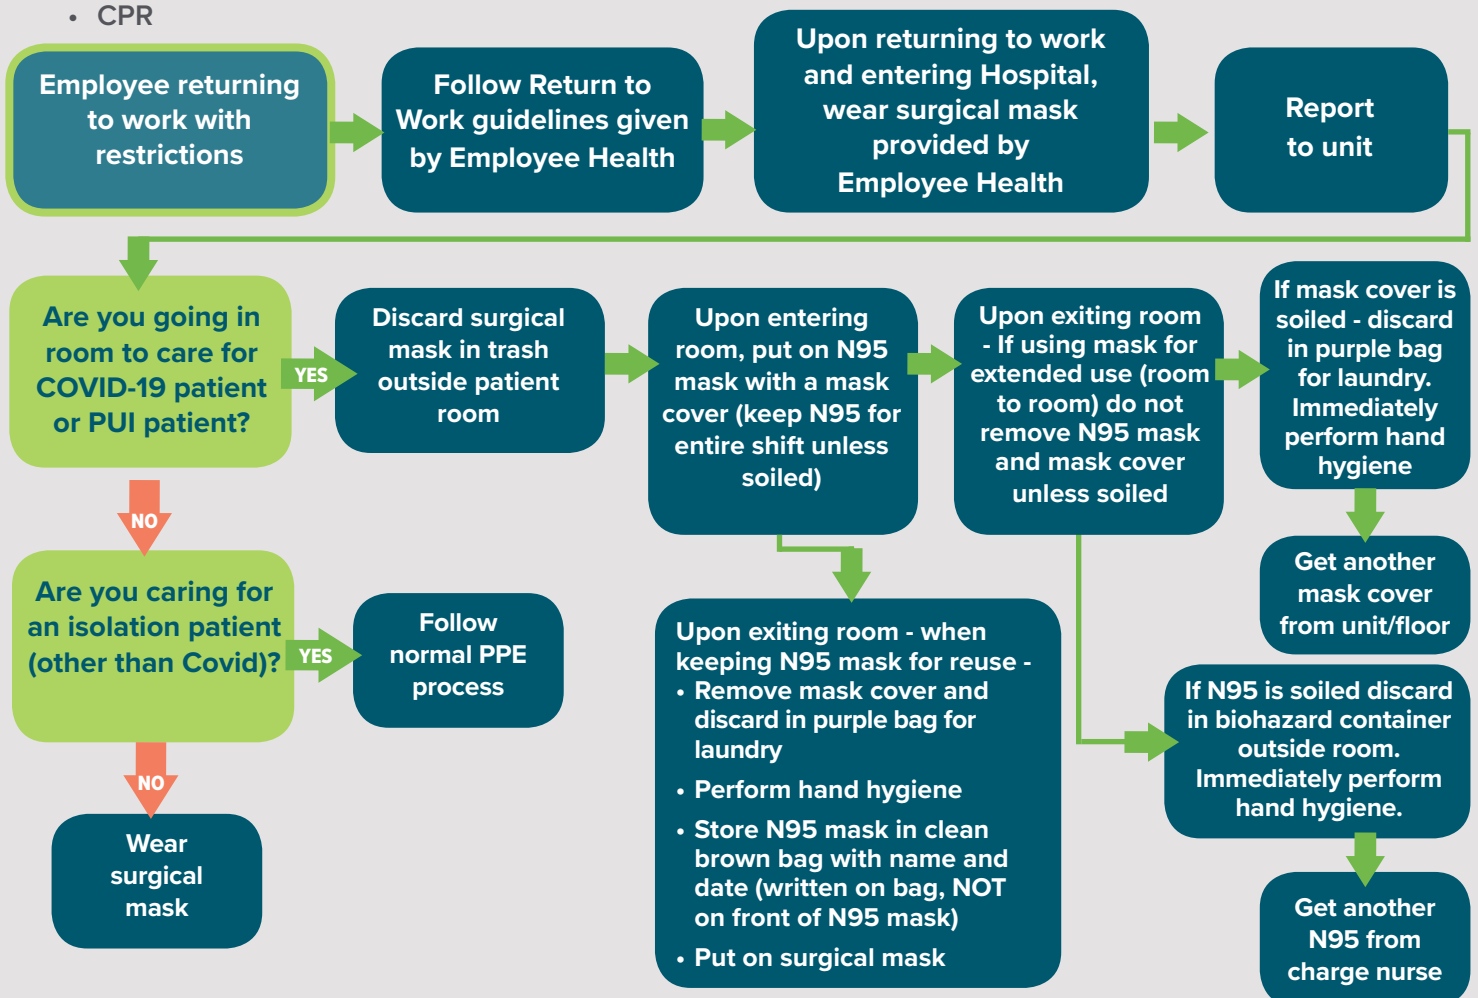 • CPR
Employee returning
to work with
restrictions
Follow Return to
Work guidelines given
by Employee Health
Upon returning to work
and entering Hospital,
wear surgical mask
provided by
Employee Health
Report
to unit
Are you going in
room to care for
COVID-19 patient
or PUI patient?
YES
Discard surgical
mask in trash
outside patient
room
Upon entering
room, put on N95
mask with a mask
cover (keep N95 for
entire shift unless
soiled)
Upon exiting room
- If using mask for
extended use (room
to room) do not
remove N95 mask
and mask cover
unless soiled
If mask cover is
soiled - discard
in purple bag
for laundry.
Immediately
perform hand
hygiene
Get another
mask cover
from unit/floor
NO
Are you caring for
an isolation patient
(other than Covid)?
YES
Follow
normal PPE
process
NO
Wear
surgical
mask
Upon exiting room - when
keeping N95 mask for reuse -
• Remove mask cover and
discard in purple bag for
laundry
• Perform hand hygiene
• Store N95 mask in clean
brown bag with name and
date (written on bag, NOT
on front of N95 mask)
• Put on surgical mask
If N95 is soiled discard
in biohazard container
outside room.
Immediately perform
hand hygiene.
Get another
N95 from
charge nurse